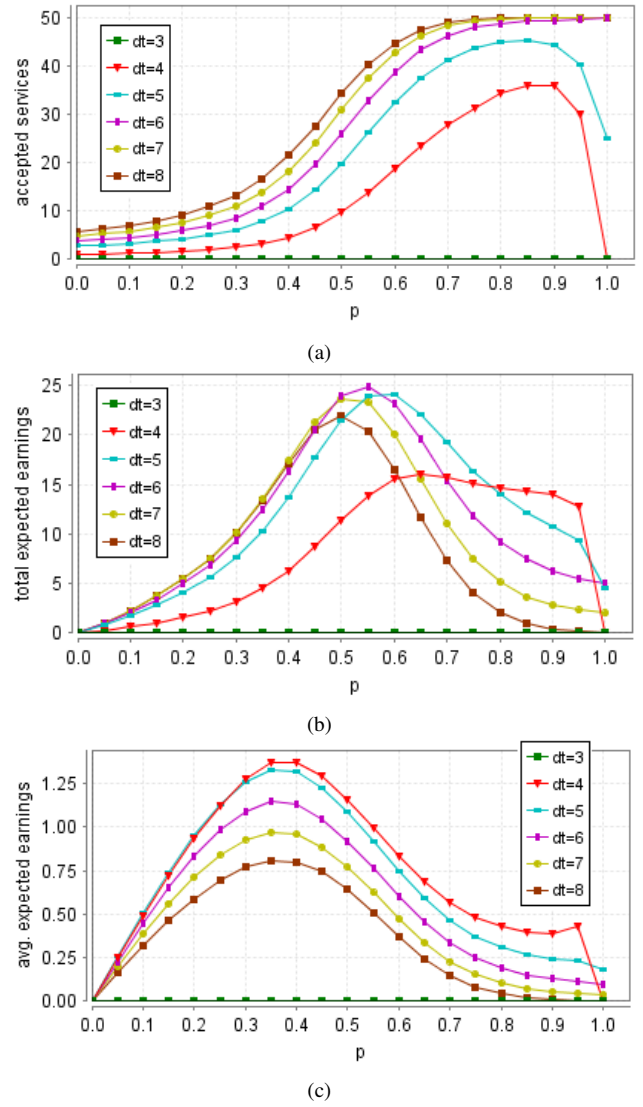 50
40
30
20
10
0
accepted services
dt=3
dt=4
dt=5
dt=6
dt=7
dt=8
0.0 0.1 0.2 0.3 0.4 0.5 0.6 0.7 0.8 0.9 1.0
p
(a)
25
20
15
10
5
0
total expected earnings
dt=3
dt=4
dt=5
dt=6
dt=7
dt=8
0.0 0.1 0.2 0.3 0.4 0.5 0.6 0.7 0.8 0.9 1.0
p
(b)
1.25
1.00
0.75
0.50
0.25
0.00
avg. expected earnings
dt=3
dt=4
dt=5
dt=6
dt=7
dt=8
0.0 0.1 0.2 0.3 0.4 0.5 0.6 0.7 0.8 0.9 1.0
p
(c)